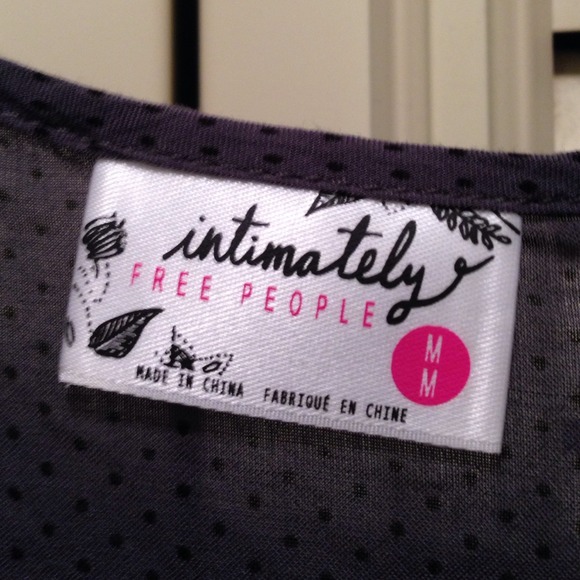 intimately
FREE PEOPLE
M
M
MADE IN CHINA FABRIQUÉ EN CHINE